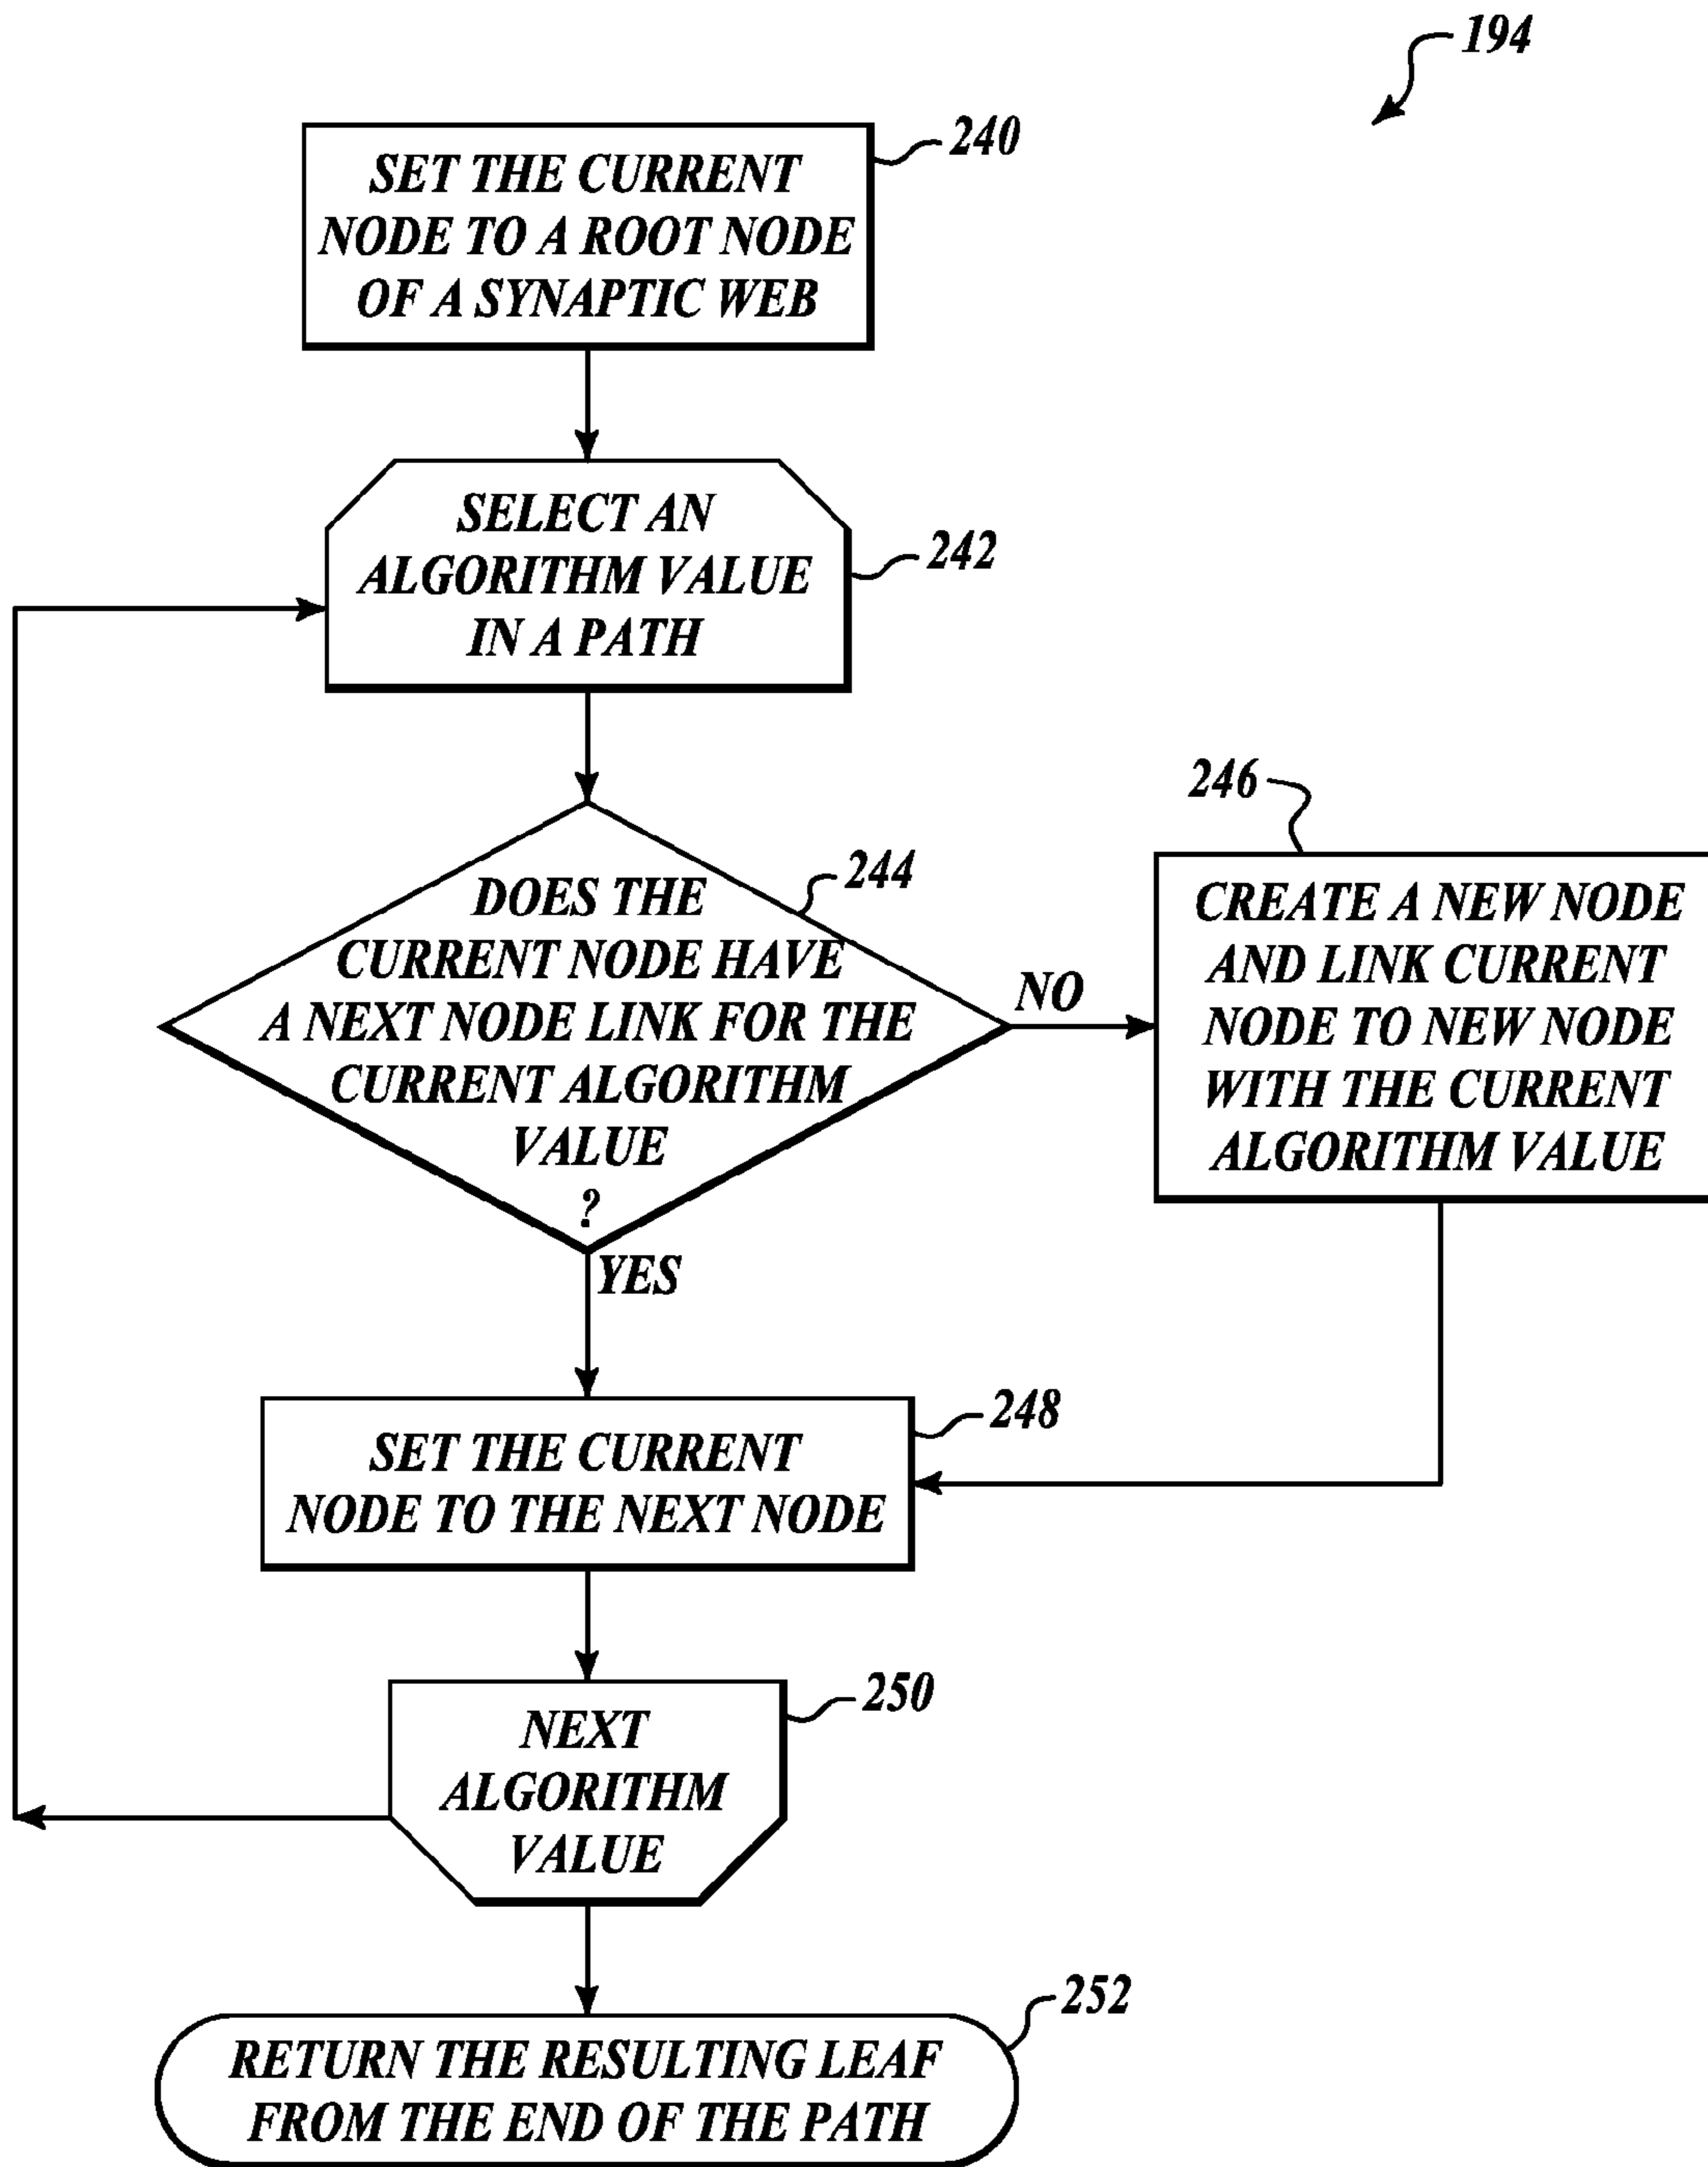 194
240
SET THE CURRENT
NODE TO A ROOT NODE
OF A SYNAPTIC WEB
SELECT AN
ALGORITHM VALUE
IN A PATH
242
244
DOES THE
CURRENT NODE HAVE
A NEXT NODE LINK FOR THE
CURRENT ALGORITHM
VALUE
?
NO
YES
246
CREATE A NEW NODE
AND LINK CURRENT
NODE TO NEW NODE
WITH THE CURRENT
ALGORITHM VALUE
248
SET THE CURRENT
NODE TO THE NEXT NODE
250
NEXT
ALGORITHM
VALUE
252
RETURN THE RESULTING LEAF
FROM THE END OF THE PATH